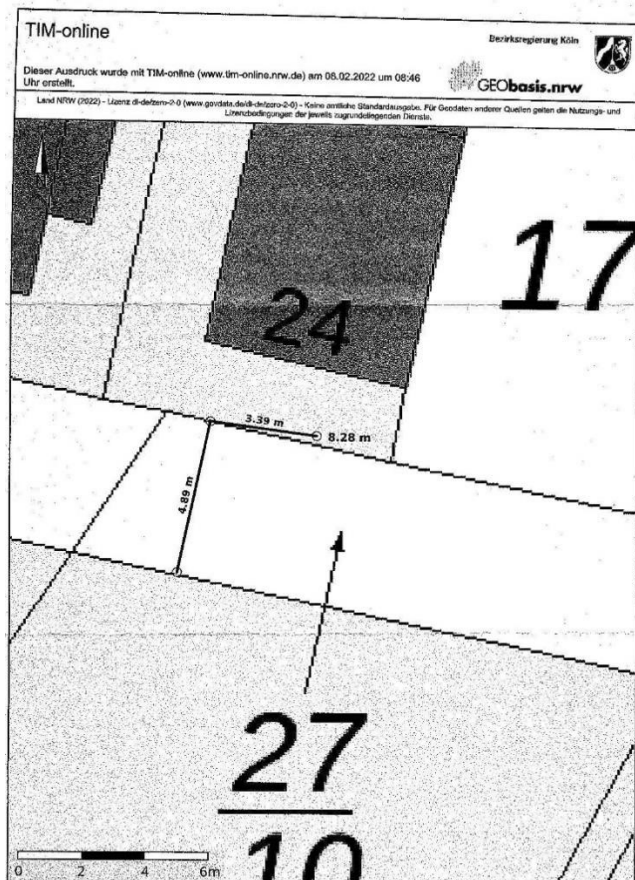 TIM-online
Bezirksregierung Köln
Dieser Ausdruck wurde mit TIM-online (www.tim-online.nrw.de) am 06.02.2022 um 08:46
Uhr erstellt.
GEObasis.nrw
Land NRW (2022) - Lizenz dl-de/zero-2-0 (www.govdata.de/dl-de/zero-2-0) - Keine amtliche Standardausgabe. Für Geodaten anderer Quellen gelten die Nutzungs- und
Lizenzbedingungen der jeweils zugrundeliegenden Dienste.
17
24
3.39 m
8.28 m
4.89 m
27
10
0 2 4 6m